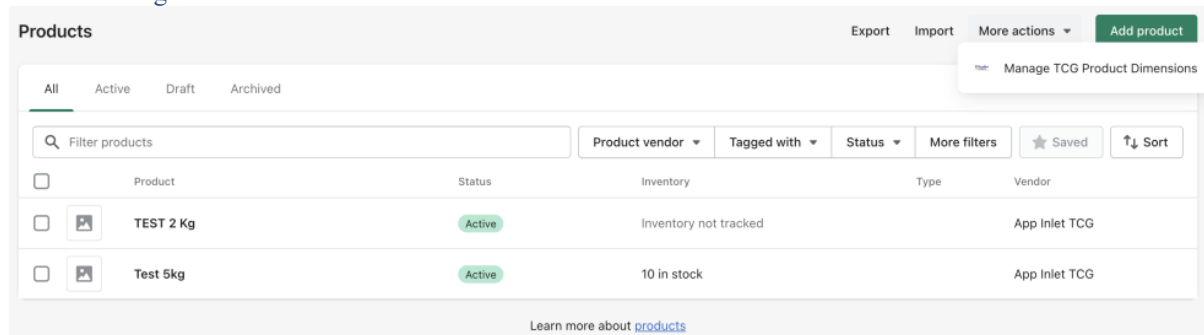 Products
Export Import More actions Add product
Manage TCG Product Dimensions
All Active Draft Archived
Filter products Product vendor Tagged with Status More filters Saved Sort
Product Status Inventory Type Vendor
TEST 2 Kg Active Inventory not tracked App Inlet TCG
Test 5kg Active 10 in stock App Inlet TCG
Learn more about products